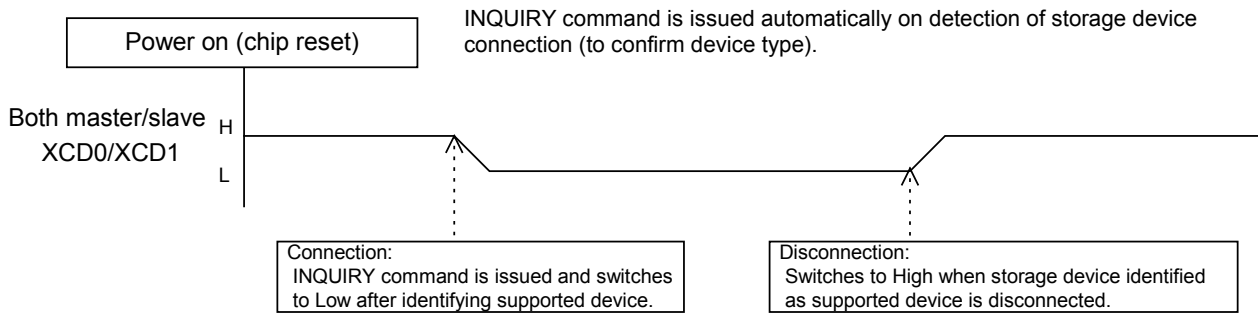 INQUIRY command is issued automatically on detection of storage device
connection (to confirm device type).
Power on (chip reset)
Both master/slave
XCD0/XCD1
H
L
Connection:
INQUIRY command is issued and switches
to Low after identifying supported device.
Disconnection:
Switches to High when storage device identified
as supported device is disconnected.